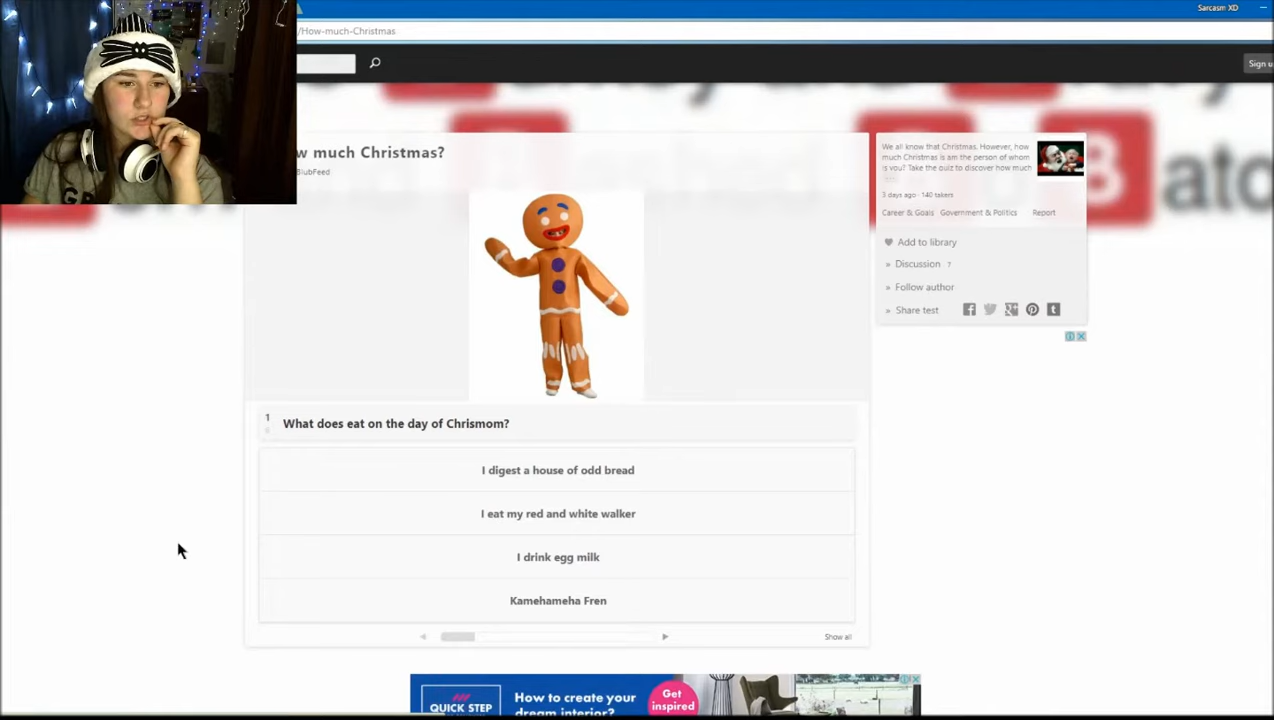 Sarcasm XD
/How-much-Christmas
Sign u
w much Christmas?
BlubFeed
We all know that Christmas. However, how
much Christmas is am the person of whom
is you? Take the quiz to discover how much
3 days ago · 140 takers
Career & Goals Government & Politics Report
Add to library
» Discussion 7
» Follow author
» Share test
1
What does eat on the day of Chrismom?
I digest a house of odd bread
I eat my red and white walker
I drink egg milk
Kamehameha Fren
Show all
QUICK STEP
How to create your
dream interior?
Get
inspired